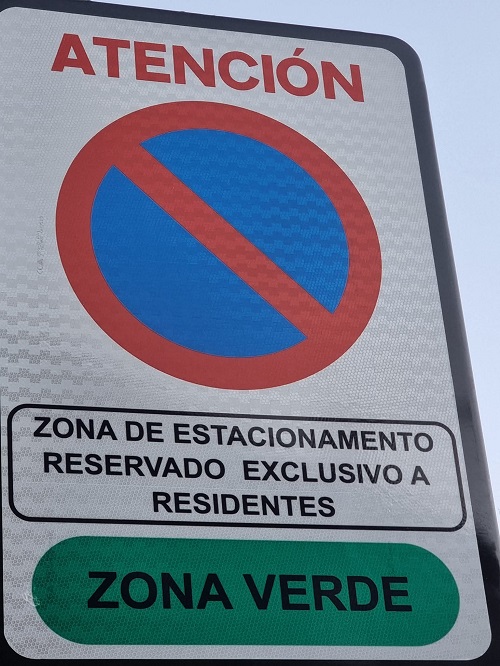 ATENCIÓN
ZONA DE ESTACIONAMENTO
RESERVADO EXCLUSIVO A
RESIDENTES
ZONA VERDE